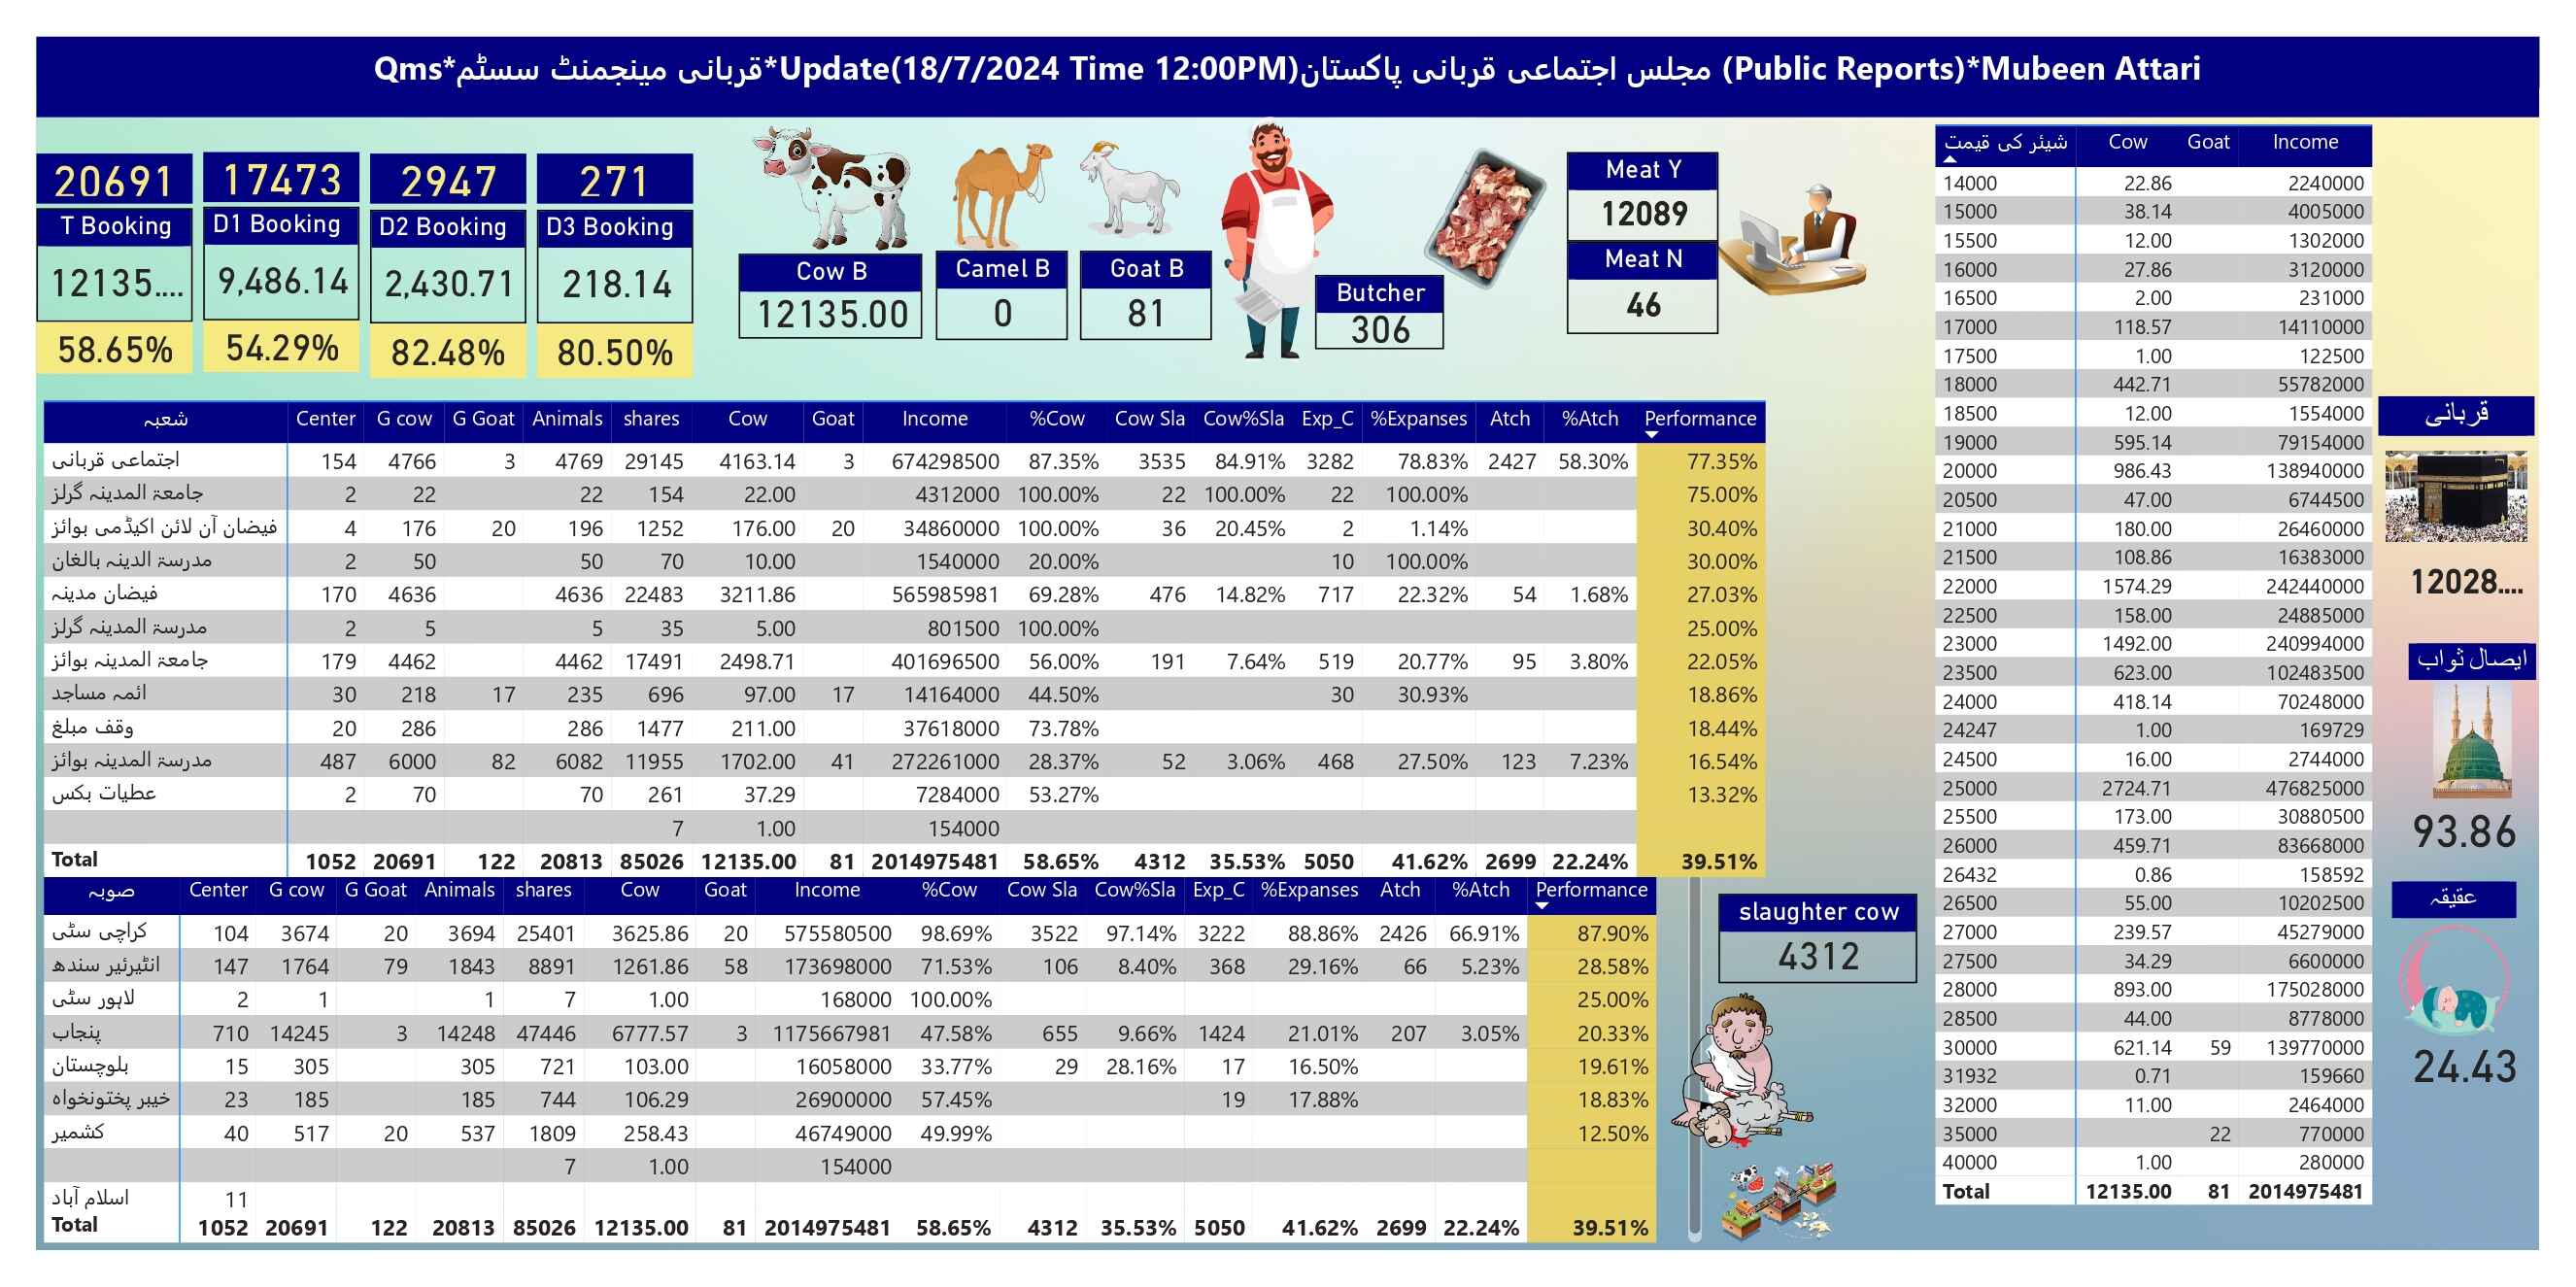 Qms*قربانی مینجمنٹ سسٹم*Update(18/7/2024 Time 12:00PM)مجلس اجتماعی قربانی پاکستان (Public Reports)*Mubeen Attari
20691 17473 2947 271
T Booking D1 Booking D2 Booking D3 Booking
12135.... 9,486.14 2,430.71 218.14
58.65% 54.29% 82.48% 80.50%
Cow B Camel B Goat B
12135.00 0 81
Butcher
306
Meat Y
12089
Meat N
46
شعبہ Center G cow G Goat Animals shares Cow Goat Income %Cow Cow Sla Cow%Sla Exp_C %Expanses Atch %Atch Performance
اجتماعی قربانی 154 4766 3 4769 29145 4163.14 3 674298500 87.35% 3535 84.91% 3282 78.83% 2427 58.30% 77.35%
جامعۃ المدینہ گرلز 2 22 22 154 22.00 4312000 100.00% 22 100.00% 22 100.00% 75.00%
فیضان آن لائن اکیڈمی بوائز 4 176 20 196 1252 176.00 20 34860000 100.00% 36 20.45% 2 1.14% 30.40%
مدرسۃ الدینہ بالغان 2 50 50 70 10.00 1540000 20.00% 10 100.00% 30.00%
فیضان مدینہ 170 4636 4636 22483 3211.86 565985981 69.28% 476 14.82% 717 22.32% 54 1.68% 27.03%
مدرسۃ المدینہ گرلز 2 5 5 35 5.00 801500 100.00% 25.00%
جامعۃ المدینہ بوائز 179 4462 4462 17491 2498.71 401696500 56.00% 191 7.64% 519 20.77% 95 3.80% 22.05%
ائمہ مساجد 30 218 17 235 696 97.00 17 14164000 44.50% 30 30.93% 18.86%
وقف مبلغ 20 286 286 1477 211.00 37618000 73.78% 18.44%
مدرسۃ المدینہ بوائز 487 6000 82 6082 11955 1702.00 41 272261000 28.37% 52 3.06% 468 27.50% 123 7.23% 16.54%
عطیات بکس 2 70 70 261 37.29 7284000 53.27% 13.32%
7 1.00 154000
Total 1052 20691 122 20813 85026 12135.00 81 2014975481 58.65% 4312 35.53% 5050 41.62% 2699 22.24% 39.51%
صوبہ Center G cow G Goat Animals shares Cow Goat Income %Cow Cow Sla Cow%Sla Exp_C %Expanses Atch %Atch Performance
کراچی سٹی 104 3674 20 3694 25401 3625.86 20 575580500 98.69% 3522 97.14% 3222 88.86% 2426 66.91% 87.90%
انٹیرئیر سندھ 147 1764 79 1843 8891 1261.86 58 173698000 71.53% 106 8.40% 368 29.16% 66 5.23% 28.58%
لاہور سٹی 2 1 1 7 1.00 168000 100.00% 25.00%
پنجاب 710 14245 3 14248 47446 6777.57 3 1175667981 47.58% 655 9.66% 1424 21.01% 207 3.05% 20.33%
بلوچستان 15 305 305 721 103.00 16058000 33.77% 29 28.16% 17 16.50% 19.61%
خیبر پختونخواہ 23 185 185 744 106.29 26900000 57.45% 19 17.88% 18.83%
کشمیر 40 517 20 537 1809 258.43 46749000 49.99% 12.50%
7 1.00 154000
اسلام آباد 11
Total 1052 20691 122 20813 85026 12135.00 81 2014975481 58.65% 4312 35.53% 5050 41.62% 2699 22.24% 39.51%
slaughter cow
4312
شیئر کی قیمت Cow Goat Income
14000 22.86 2240000
15000 38.14 4005000
15500 12.00 1302000
16000 27.86 3120000
16500 2.00 231000
17000 118.57 14110000
17500 1.00 122500
18000 442.71 55782000
18500 12.00 1554000
19000 595.14 79154000
20000 986.43 138940000
20500 47.00 6744500
21000 180.00 26460000
21500 108.86 16383000
22000 1574.29 242440000
22500 158.00 24885000
23000 1492.00 240994000
23500 623.00 102483500
24000 418.14 70248000
24247 1.00 169729
24500 16.00 2744000
25000 2724.71 476825000
25500 173.00 30880500
26000 459.71 83668000
26432 0.86 158592
26500 55.00 10202500
27000 239.57 45279000
27500 34.29 6600000
28000 893.00 175028000
28500 44.00 8778000
30000 621.14 59 139770000
31932 0.71 159660
32000 11.00 2464000
35000 22 770000
40000 1.00 280000
Total 12135.00 81 2014975481
قربانی
12028....
ایصال ثواب
93.86
عقیقہ
24.43